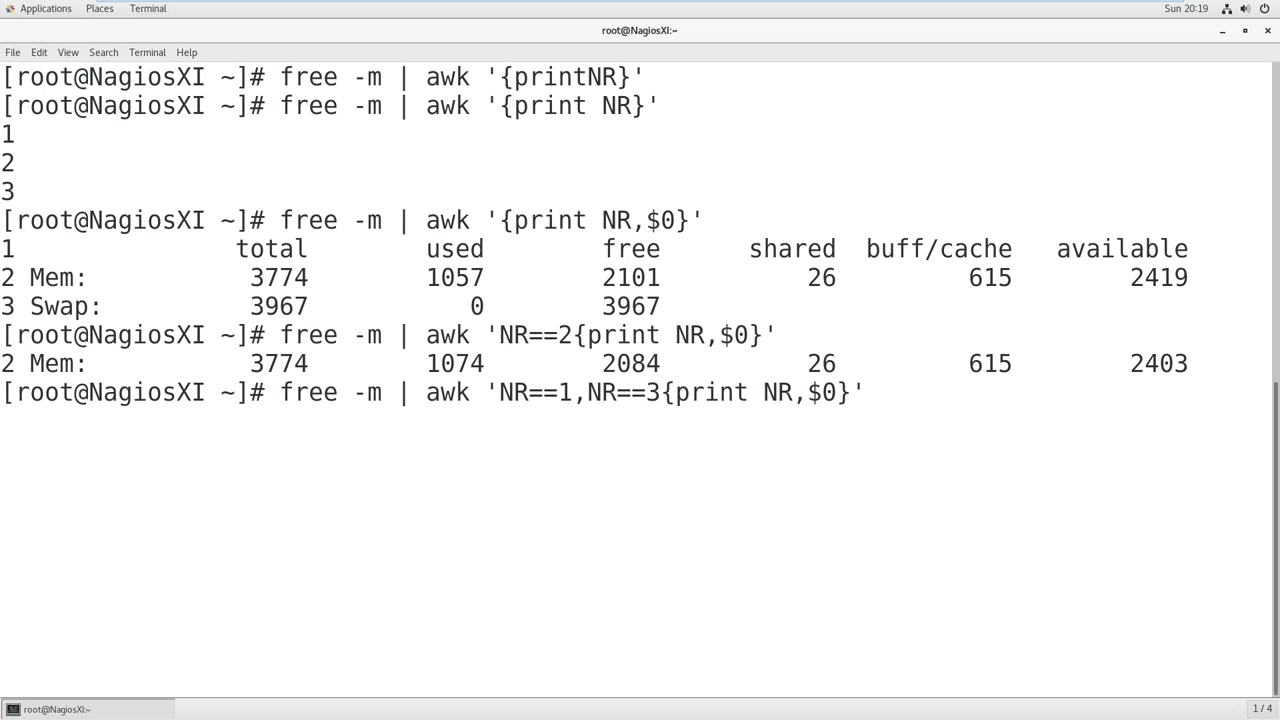 Applications Places Terminal Sun 20:19
root@NagiosXI:~
File Edit View Search Terminal Help
[root@NagiosXI ~]# free -m | awk '{printNR}'
[root@NagiosXI ~]# free -m | awk '{print NR}'
1
2
3
[root@NagiosXI ~]# free -m | awk '{print NR,$0}'
1 total used free shared buff/cache available
2 Mem: 3774 1057 2101 26 615 2419
3 Swap: 3967 0 3967
[root@NagiosXI ~]# free -m | awk 'NR==2{print NR,$0}'
2 Mem: 3774 1074 2084 26 615 2403
[root@NagiosXI ~]# free -m | awk 'NR==1,NR==3{print NR,$0}'
root@NagiosXI:~ 1 / 4